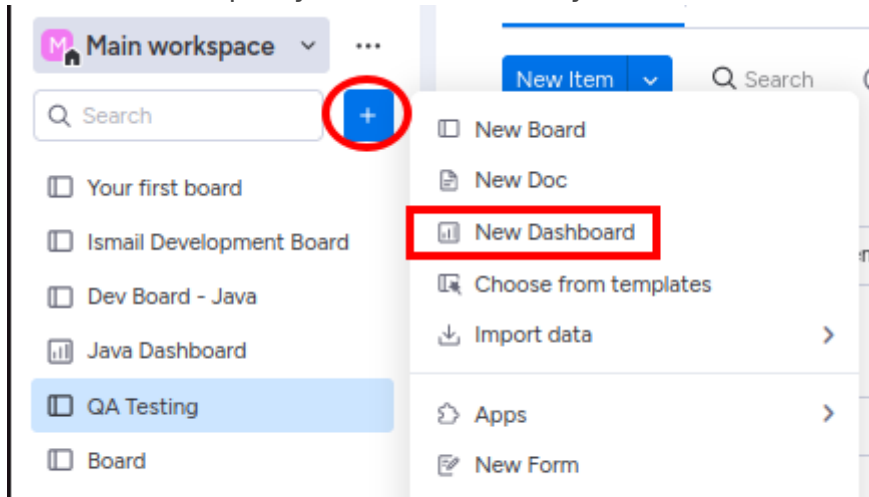 M Main workspace
Search
+
Your first board
Ismail Development Board
Dev Board - Java
Java Dashboard
QA Testing
Board
New Item
Search
New Board
New Doc
New Dashboard
Choose from templates
Import data
Apps
New Form